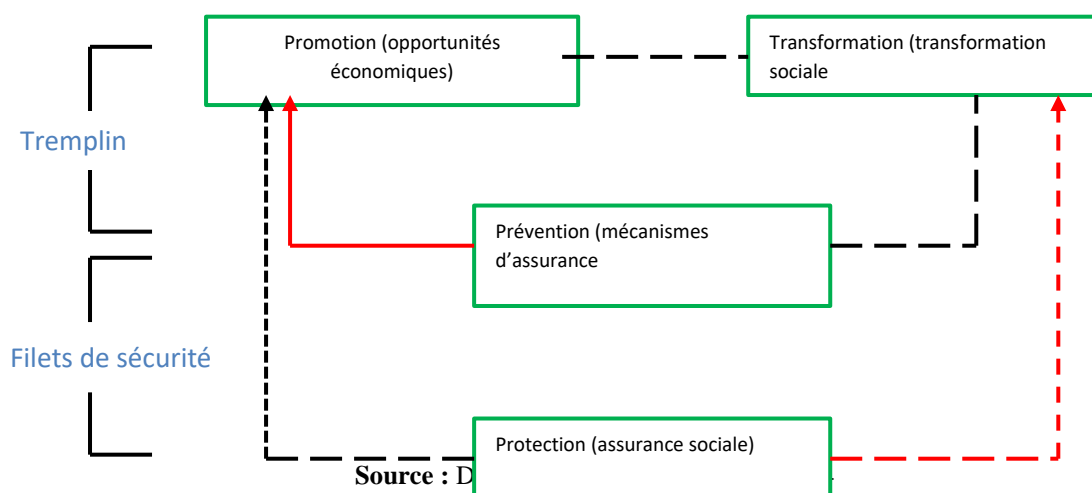 Promotion (opportunités
économiques)
Transformation (transformation
sociale
Tremplin
Prévention (mécanismes
d’assurance
Filets de sécurité
Protection (assurance sociale)
Source :